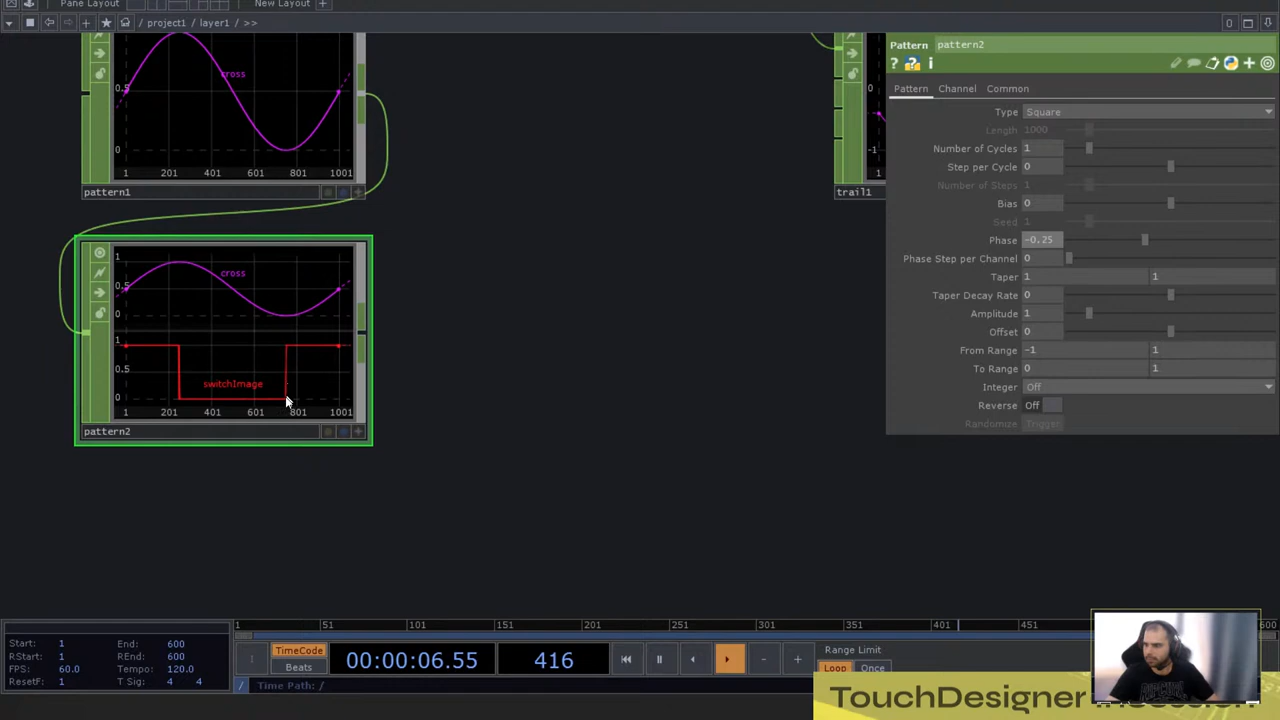 Pane Layout
New Layout +
/ project1 / layer1 / >>
0
cross
0.5
0
1 201 401 601 801 1001
pattern1
0
-1
1
trail1
1
0.5
0
cross
1
0.5
0
switchImage
1 201 401 601 801 1001
pattern2
Pattern pattern2
? ? i
Pattern Channel Common
Type Square
Length 1000
Number of Cycles 1
Step per Cycle 0
Number of Steps 1
Bias 0
Seed 1
Phase -0.25
Phase Step per Channel 0
Taper 1 1
Taper Decay Rate 0
Amplitude 1
Offset 0
From Range -1 1
To Range 0 1
Integer Off
Reverse Off
Randomize Trigger
1 51 101 151 201 251 301 351 401 451
600
Start: 1 End: 600
RStart: 1 REnd: 600
FPS: 60.0 Tempo: 120.0
ResetF: 1 T Sig: 4 4
TimeCode
Beats
00:00:06.55
416
- +
Range Limit
Loop Once
/ Time Path: /
TouchDesigner